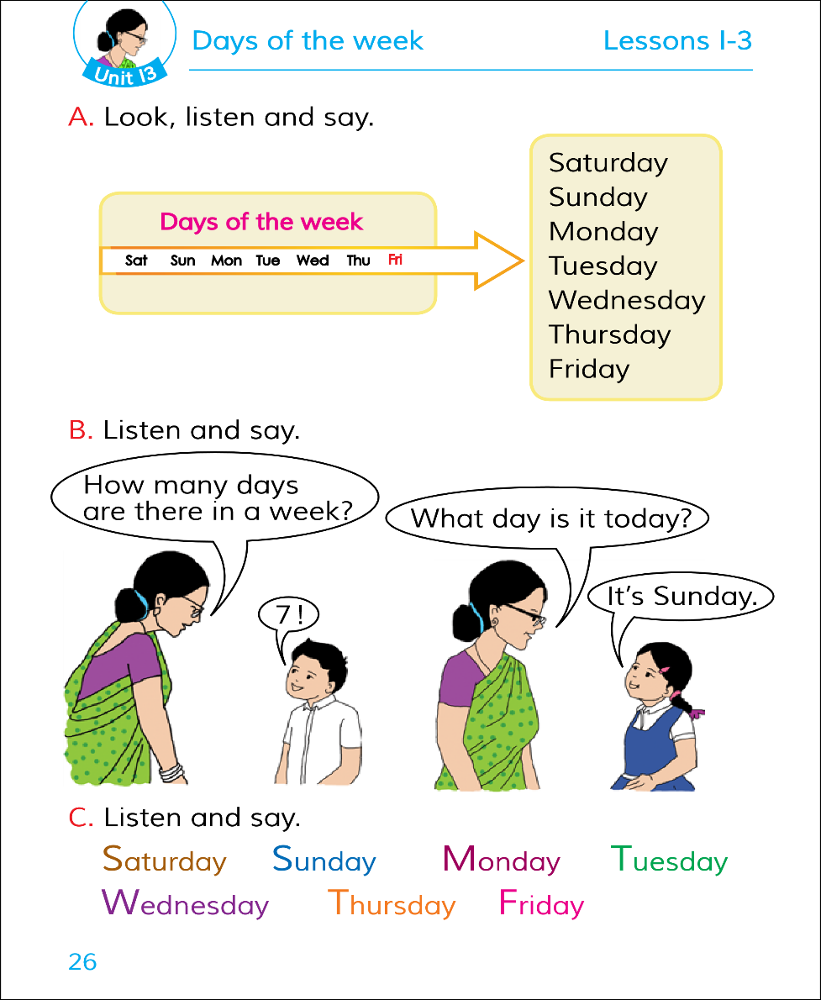 Unit 13
Days of the week Lessons 1-3
A. Look, listen and say.
Days of the week
Sat Sun Mon Tue Wed Thu Fri
Saturday
Sunday
Monday
Tuesday
Wednesday
Thursday
Friday
B. Listen and say.
How many days
are there in a week?
7!
What day is it today?
It's Sunday.
C. Listen and say.
Saturday Sunday Monday Tuesday
Wednesday Thursday Friday
26